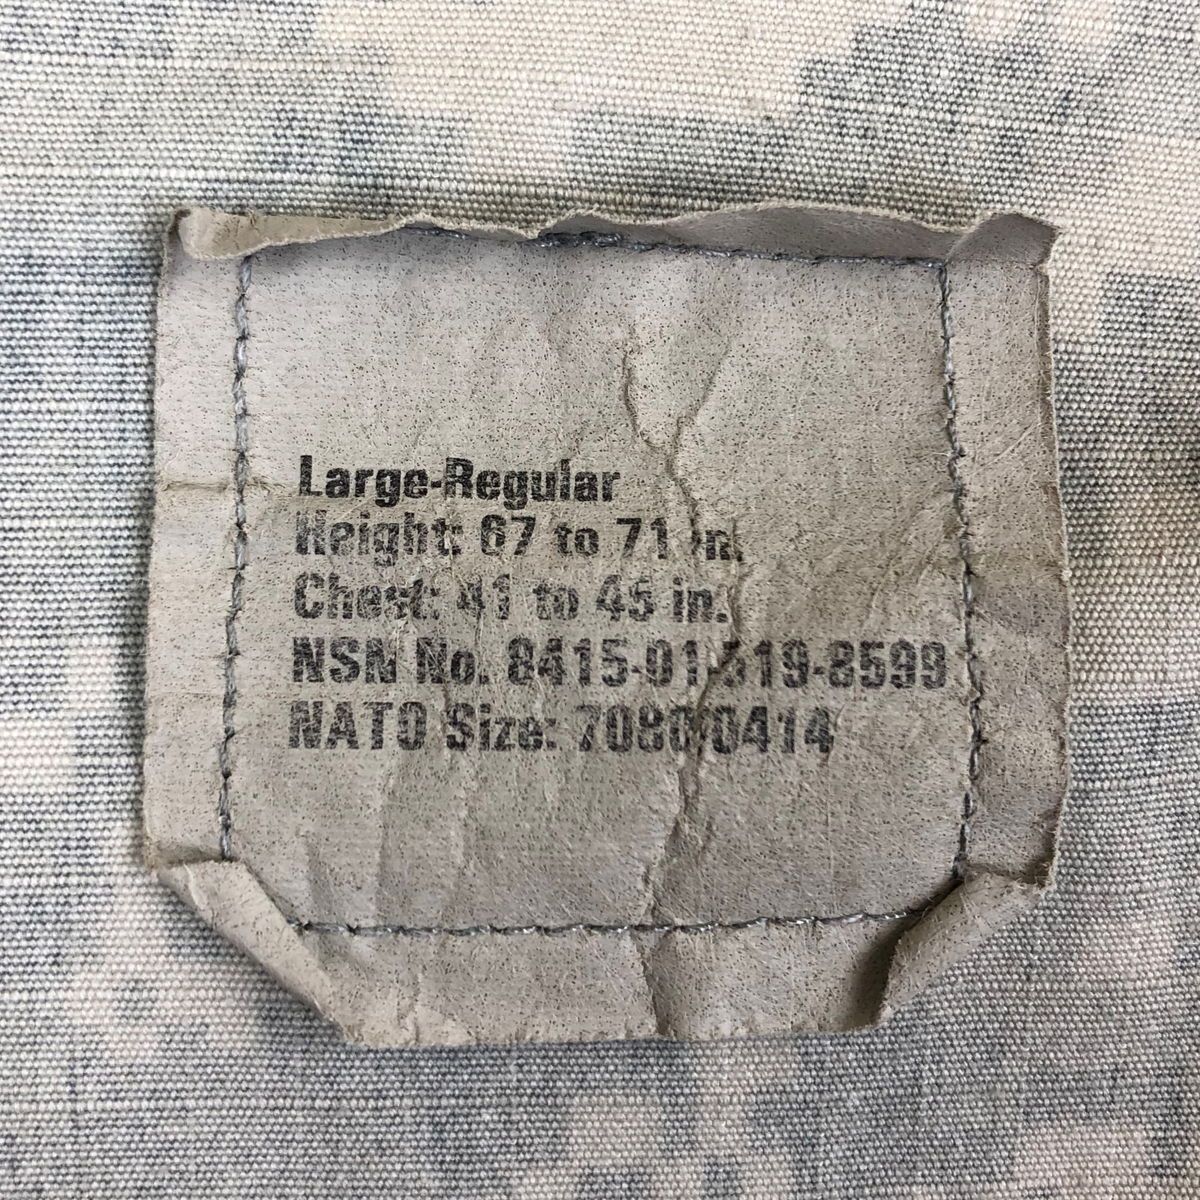 Large-Regular
Height: 67 to 71 in.
Chest: 41 to 45 in.
NSN No. 8415-01-519-8599
NATO Size: 7080/0414